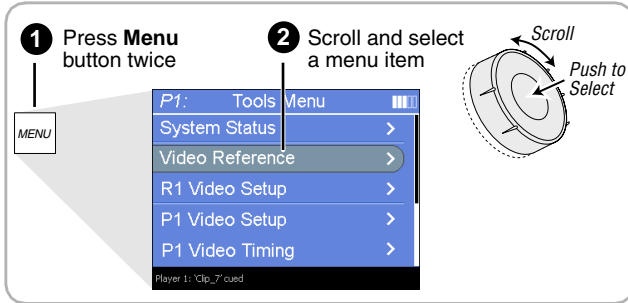 1 Press Menu
button twice
2 Scroll and select
a menu item
Scroll
Push to
Select
MENU
P1: Tools Menu
System Status >
Video Reference >
R1 Video Setup >
P1 Video Setup >
P1 Video Timing >
Player 1: 'Clip_7' cued